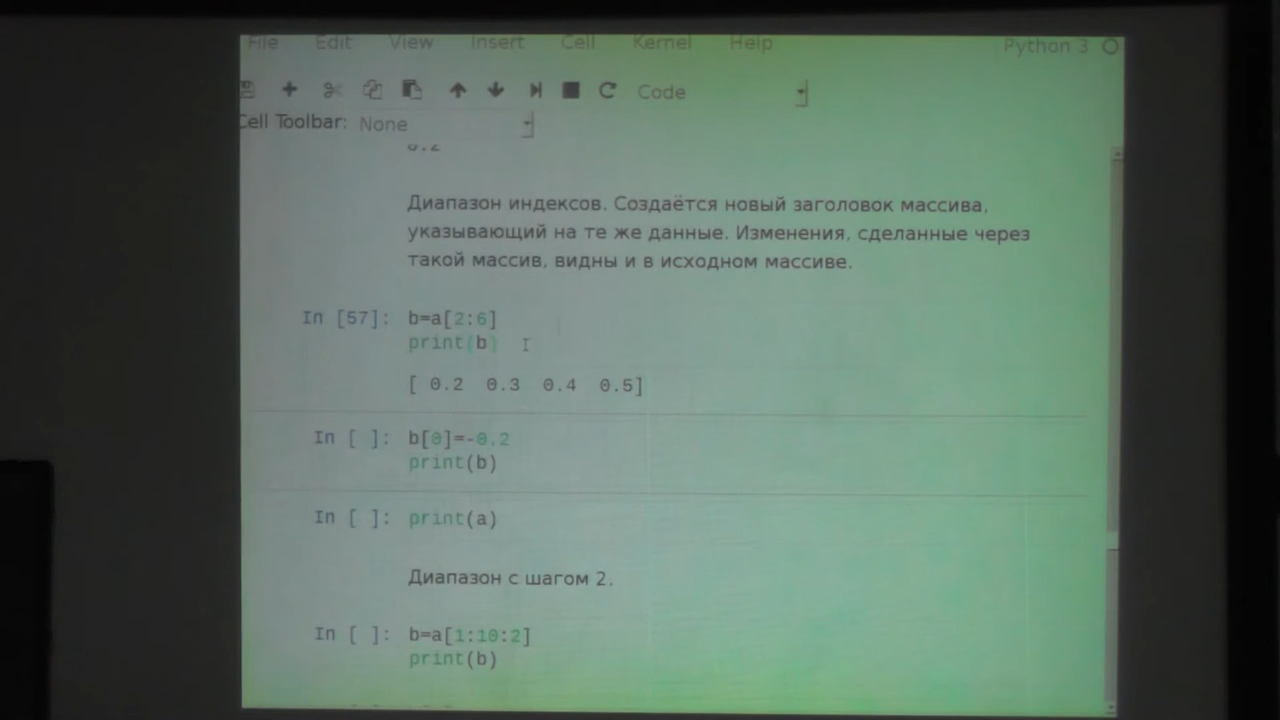 File Edit View Insert Cell Kernel Help Python 3
Code
Cell Toolbar: None
0.2
Диапазон индексов. Создаётся новый заголовок массива,
указывающий на те же данные. Изменения, сделанные через
такой массив, видны и в исходном массиве.
In [57]: b=a[2:6]
print(b)
[ 0.2 0.3 0.4 0.5]
In [ ]: b[0]=-0.2
print(b)
In [ ]: print(a)
Диапазон с шагом 2.
In [ ]: b=a[1:10:2]
print(b)